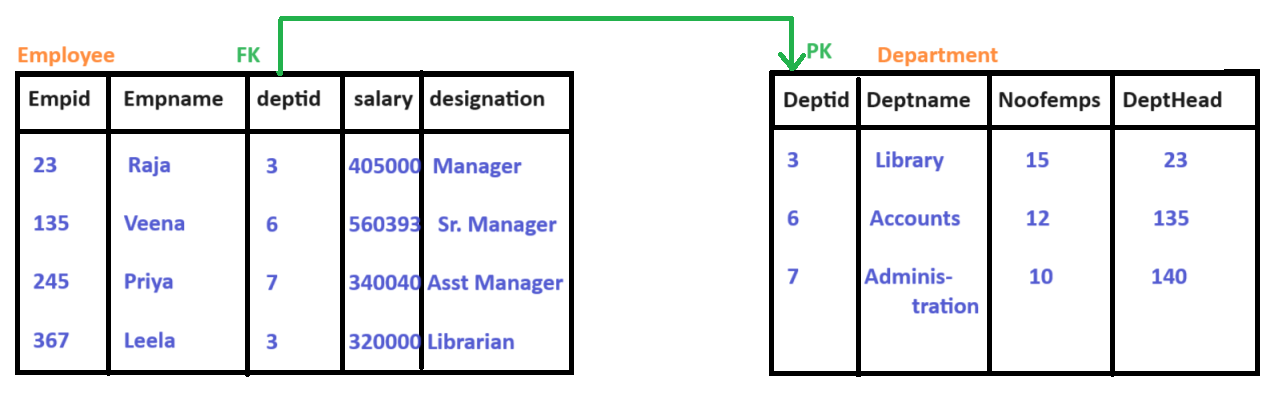 Employee FK PK Department
Empid Empname deptid salary designation Deptid Deptname Noofemps DeptHead
23 Raja 3 405000 Manager 3 Library 15 23
135 Veena 6 560393 Sr. Manager 6 Accounts 12 135
245 Priya 7 340040 Asst Manager 7 Adminis- 10 140
tration
367 Leela 3 320000 Librarian